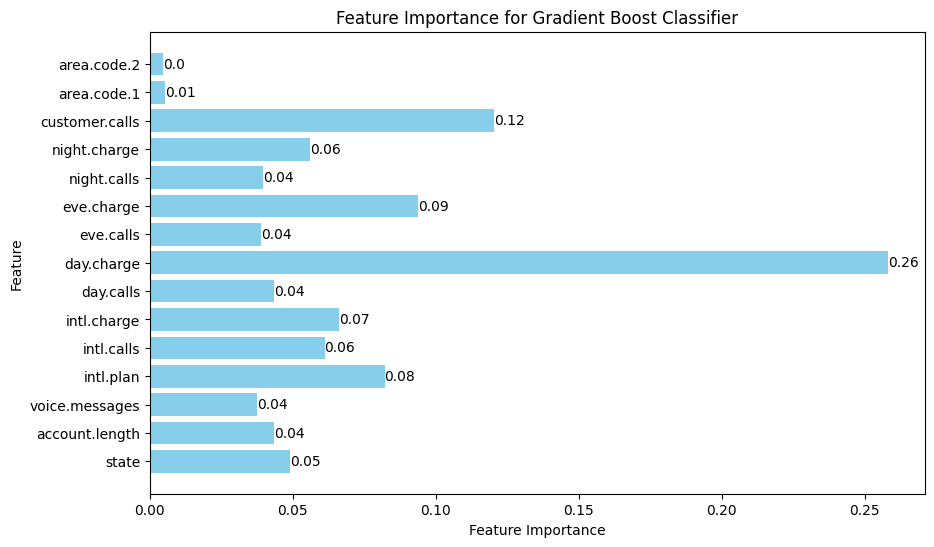 Feature Importance for Gradient Boost Classifier
area.code.2 0.0
area.code.1 0.01
customer.calls 0.12
night.charge 0.06
night.calls 0.04
eve.charge 0.09
eve.calls 0.04
day.charge 0.26
day.calls 0.04
intl.charge 0.07
intl.calls 0.06
intl.plan 0.08
voice.messages 0.04
account.length 0.04
state 0.05
Feature
0.00 0.05 0.10 0.15 0.20 0.25
Feature Importance